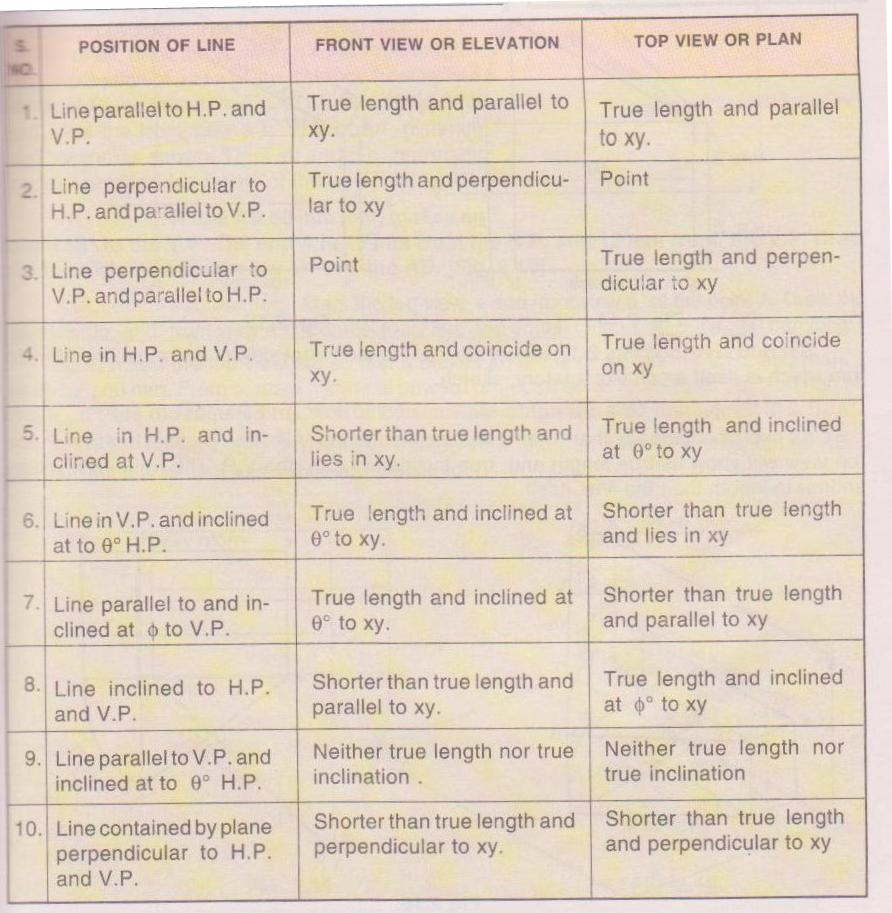 S. NO.
POSITION OF LINE
FRONT VIEW OR ELEVATION
TOP VIEW OR PLAN
1.
Line parallel to H.P. and
V.P.
True length and parallel to
xy.
True length and parallel
to xy.
2.
Line perpendicular to
H.P. and parallel to V.P.
True length and perpendicu-
lar to xy
Point
3.
Line perpendicular to
V.P. and parallel to H.P.
Point
True length and perpen-
dicular to xy
4.
Line in H.P. and V.P.
True length and coincide on
xy.
True length and coincide
on xy
5.
Line in H.P. and in-
clined at V.P.
Shorter than true length and
lies in xy.
True length and inclined
at θ° to xy
6.
Line in V.P. and inclined
at to θ° H.P.
True length and inclined at
θ° to xy.
Shorter than true length
and lies in xy
7.
Line parallel to and in-
clined at ϕ to V.P.
True length and inclined at
θ° to xy.
Shorter than true length
and parallel to xy
8.
Line inclined to H.P.
and V.P.
Shorter than true length and
parallel to xy.
True length and inclined
at ϕ° to xy
9.
Line parallel to V.P. and
inclined at to θ° H.P.
Neither true length nor true
inclination .
Neither true length nor
true inclination
10.
Line contained by plane
perpendicular to H.P.
and V.P.
Shorter than true length and
perpendicular to xy.
Shorter than true length
and perpendicular to xy